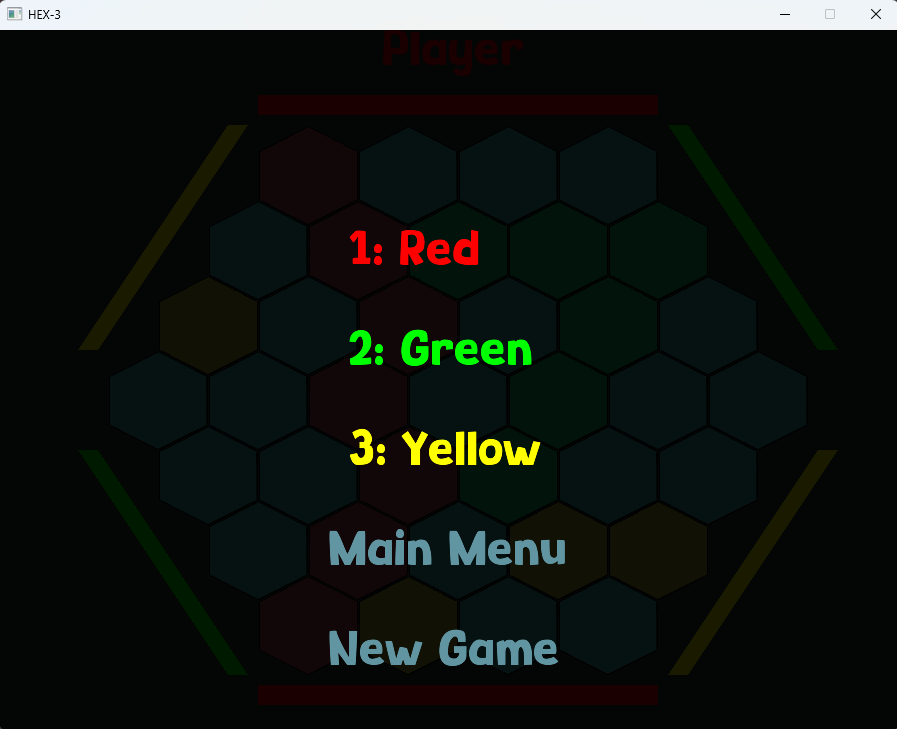 HEX-3
Player
1: Red
2: Green
3: Yellow
Main Menu
New Game